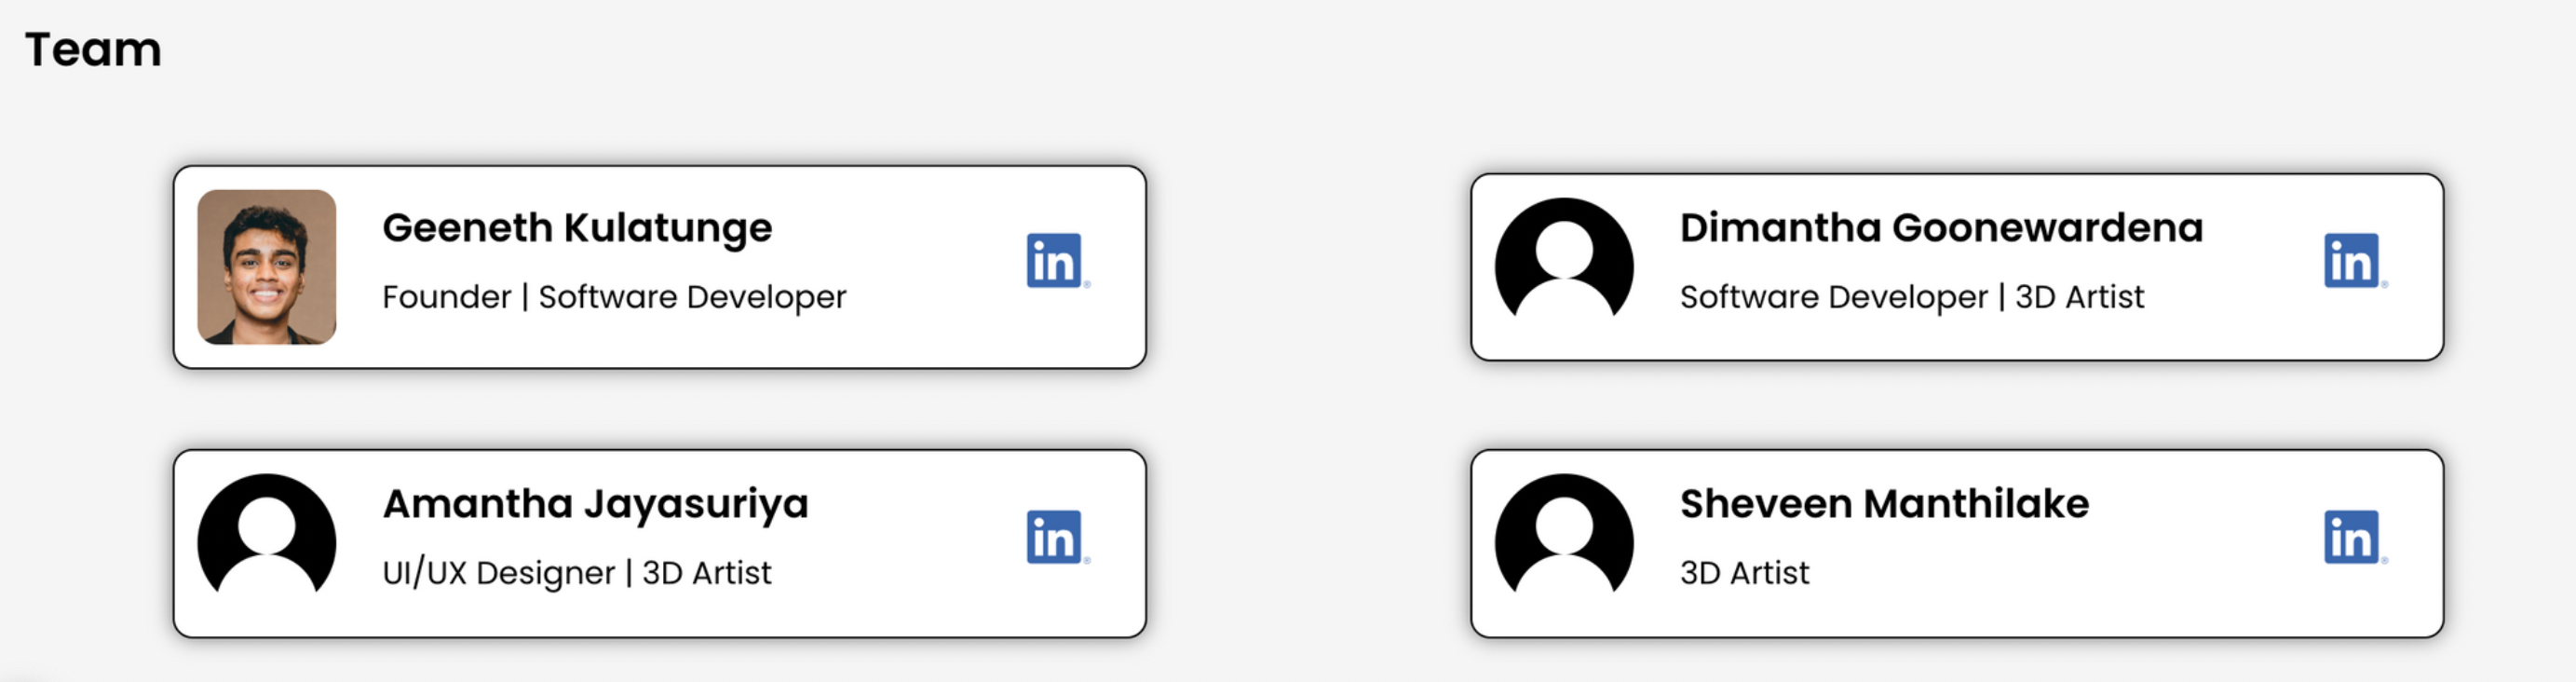 Team
Geeneth Kulatunge
Founder | Software Developer
in
Dimantha Goonewardena
Software Developer | 3D Artist
in
Amantha Jayasuriya
UI/UX Designer | 3D Artist
in
Sheveen Manthilake
3D Artist
in